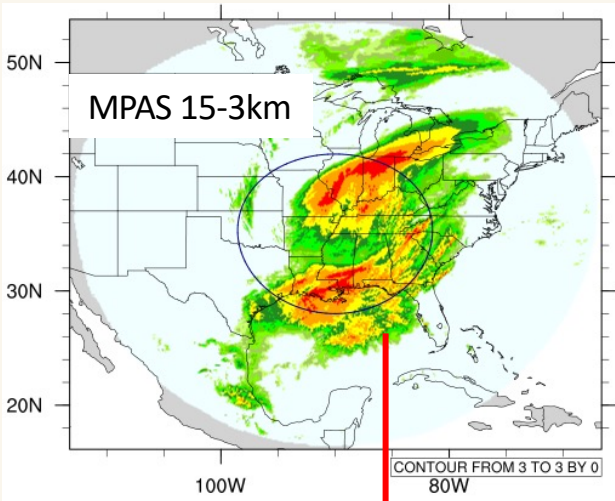 50N
MPAS 15-3km
40N
30N
20N
CONTOUR FROM 3 TO 3 BY 0
100W
80W